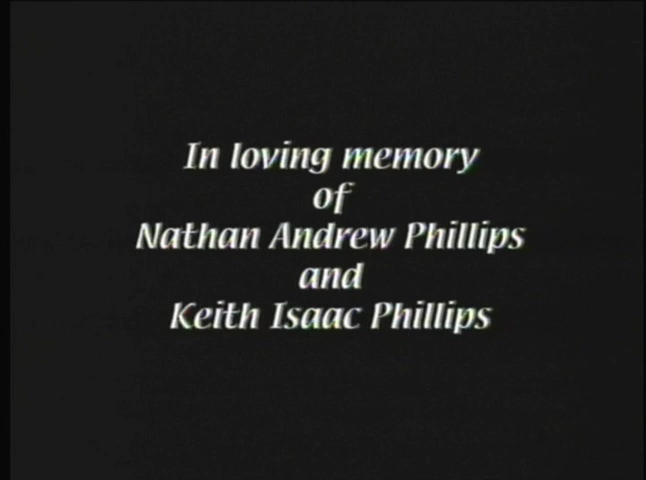 In loving memory
of
Nathan Andrew Phillips
and
Keith Isaac Phillips